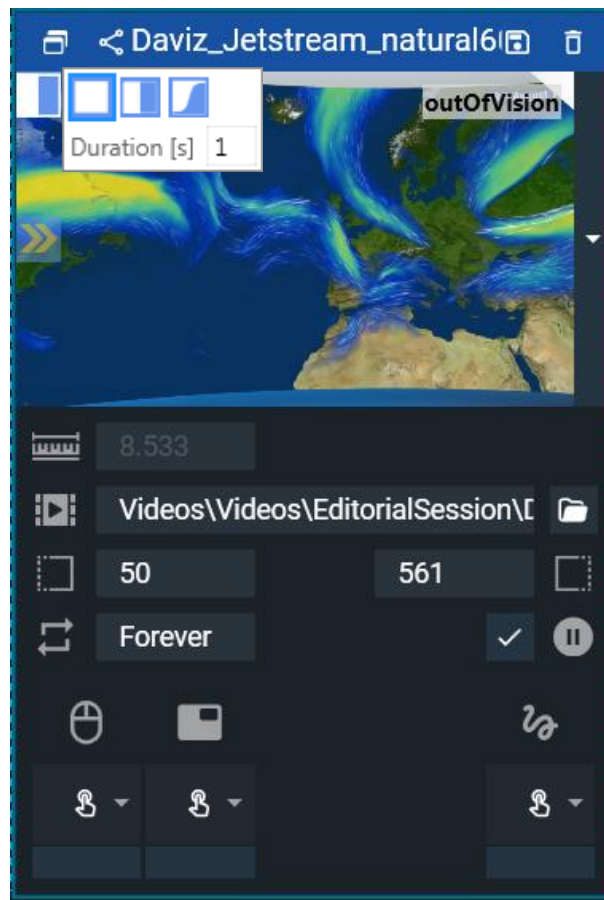 Daviz_Jetstream_natural6
outOfVision
Duration [s] 1
8.533
Videos\Videos\EditorialSession\D
50 561
Forever